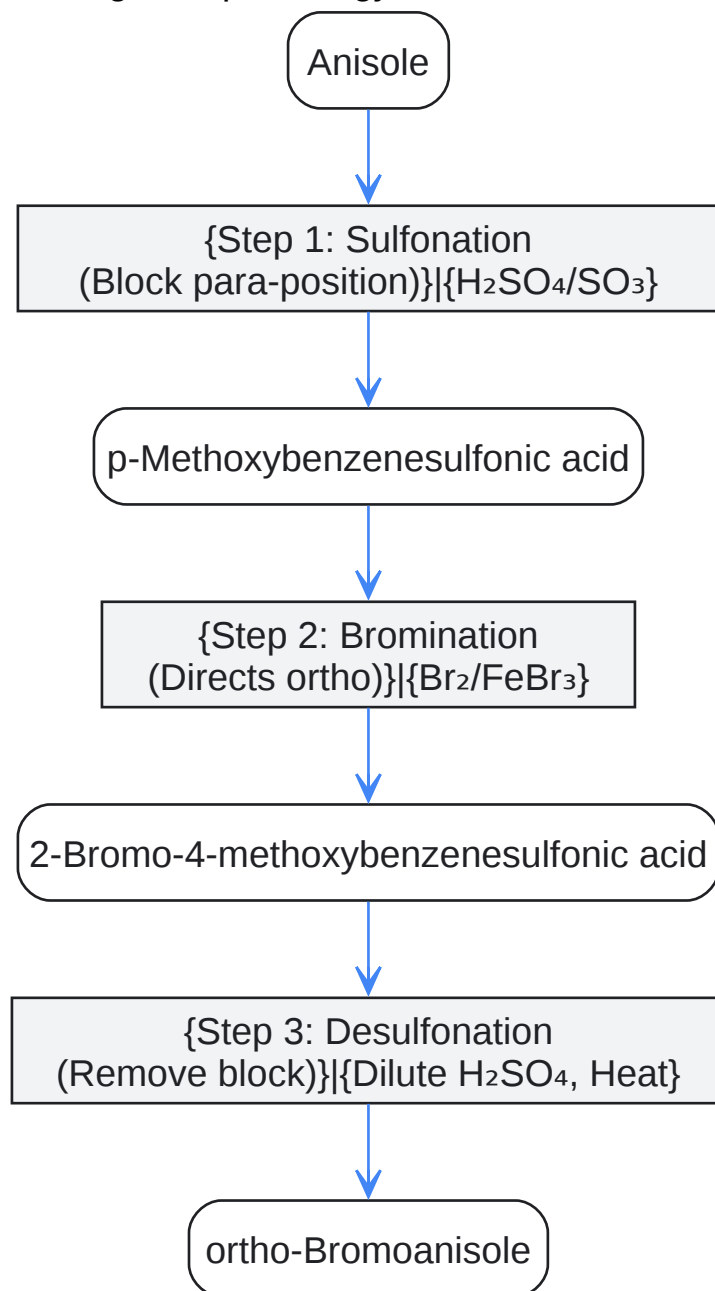 Anisole
{Step 1: Sulfonation
(Block para-position)}|{H₂SO₄/SO₃}
p-Methoxybenzenesulfonic acid
{Step 2: Bromination
(Directs ortho)}|{Br₂/FeBr₃}
2-Bromo-4-methoxybenzenesulfonic acid
{Step 3: Desulfonation
(Remove block)}|{Dilute H₂SO₄, Heat}
ortho-Bromoanisole